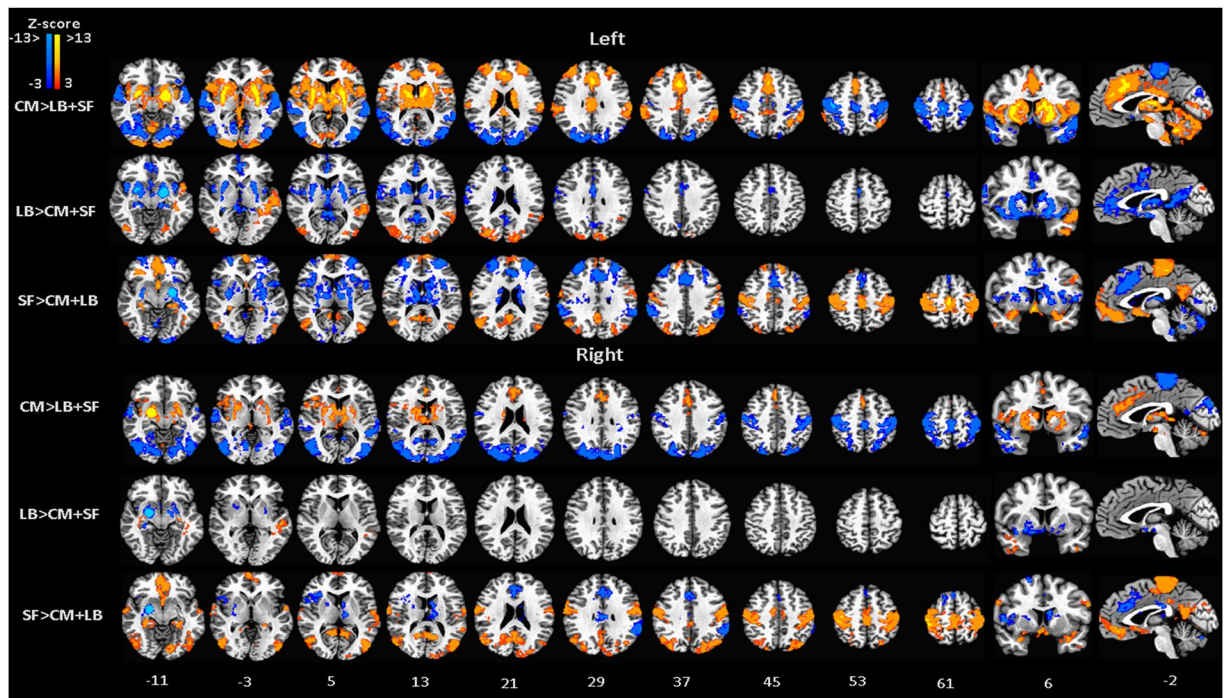 Z-score
-13> >13
-3 3
Left
CM>LB+SF
LB>CM+SF
SF>CM+LB
Right
CM>LB+SF
LB>CM+SF
SF>CM+LB
-11 -3 5 13 21 29 37 45 53 61 6 -2